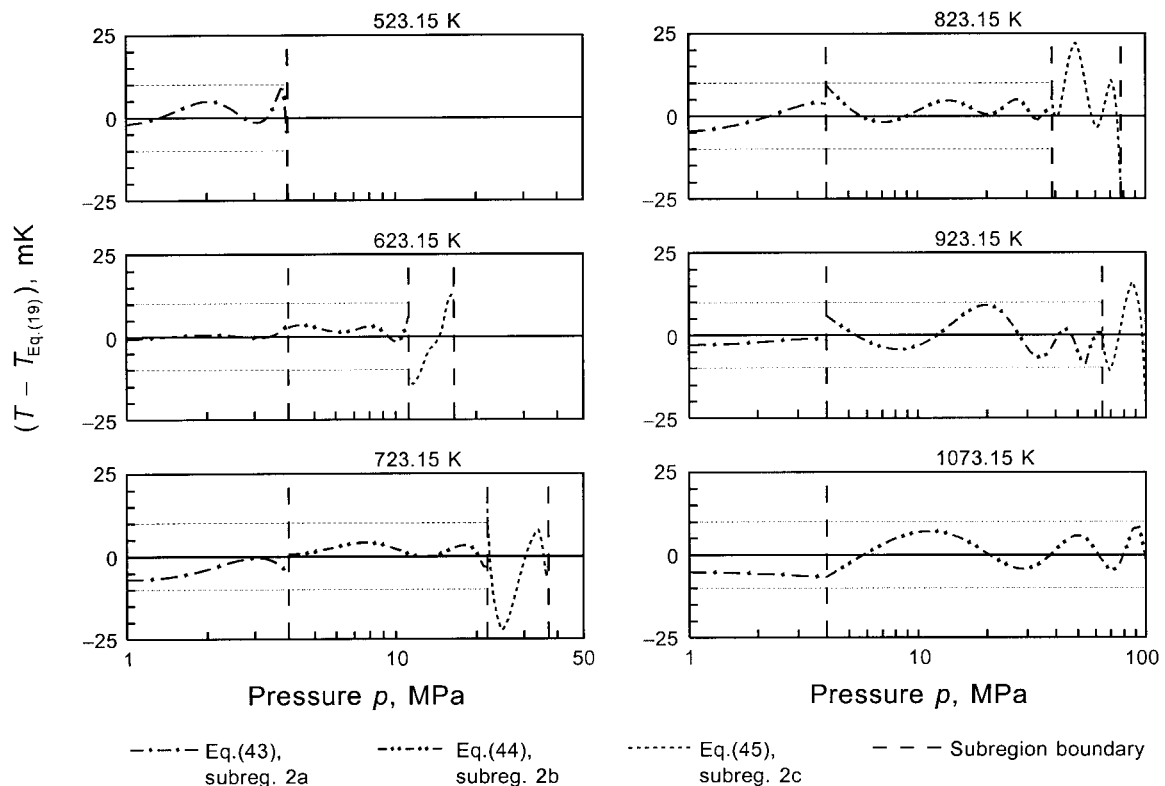 523.15 K
25
0
−25
823.15 K
25
0
−25
623.15 K
25
0
−25
923.15 K
25
0
−25
723.15 K
25
0
−25
1
10
50
1073.15 K
25
0
−25
1
10
100
(T − TEq.(19)), mK
Pressure p, MPa
Pressure p, MPa
Eq.(43),
subreg. 2a
Eq.(44),
subreg. 2b
Eq.(45),
subreg. 2c
Subregion boundary